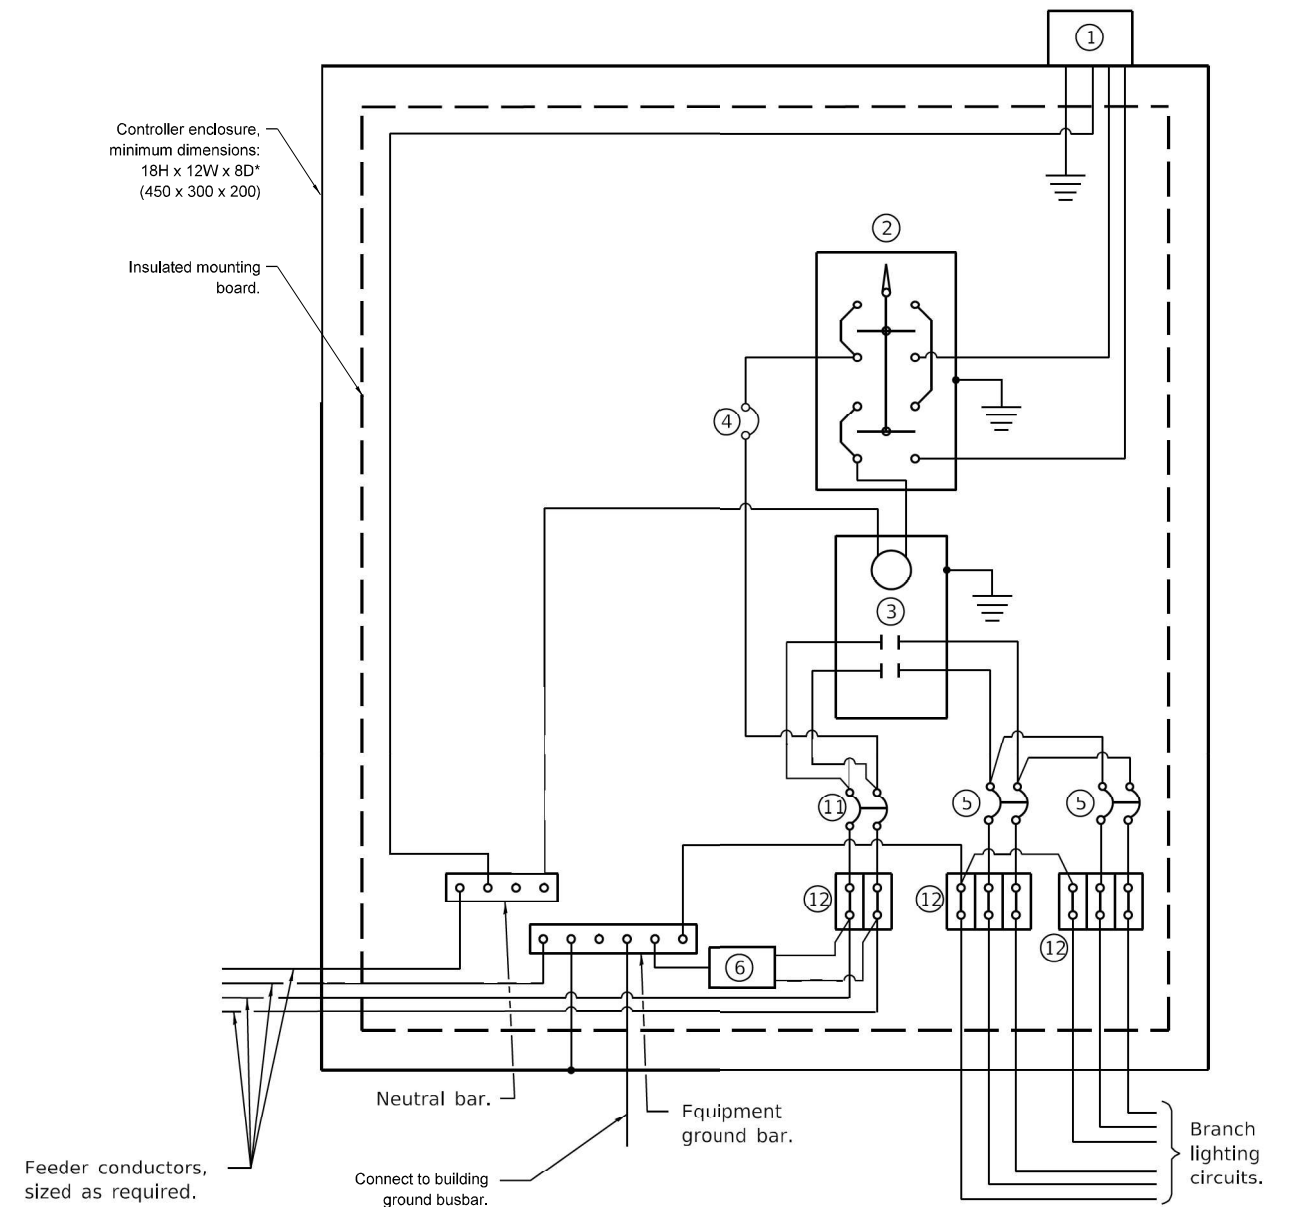 1
Controller enclosure,
minimum dimensions:
18H x 12W x 8D*
(450 x 300 x 200)
2
Insulated mounting
board.
4
3
11
5
5
12
12
12
6
Neutral bar.
Equipment
ground bar.
Branch
lighting
circuits.
Feeder conductors,
sized as required.
Connect to building
ground busbar.